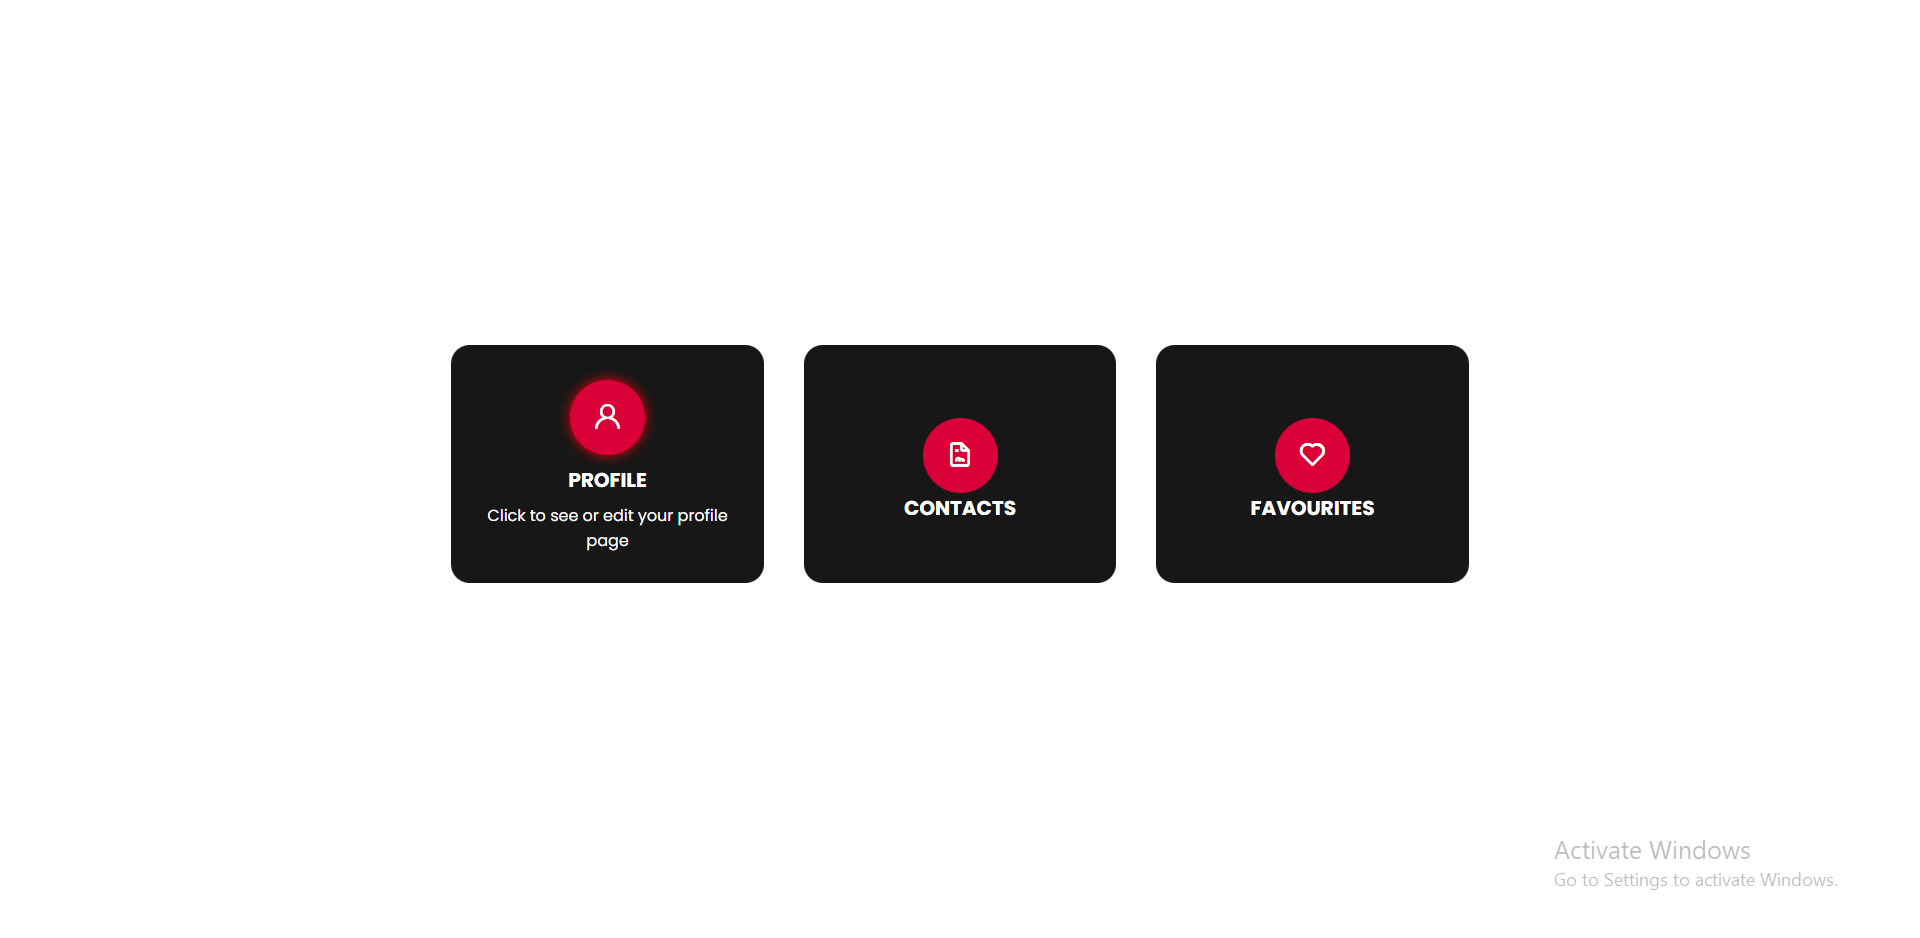 PROFILE
Click to see or edit your profile
page
CONTACTS
FAVOURITES
Activate Windows
Go to Settings to activate Windows.